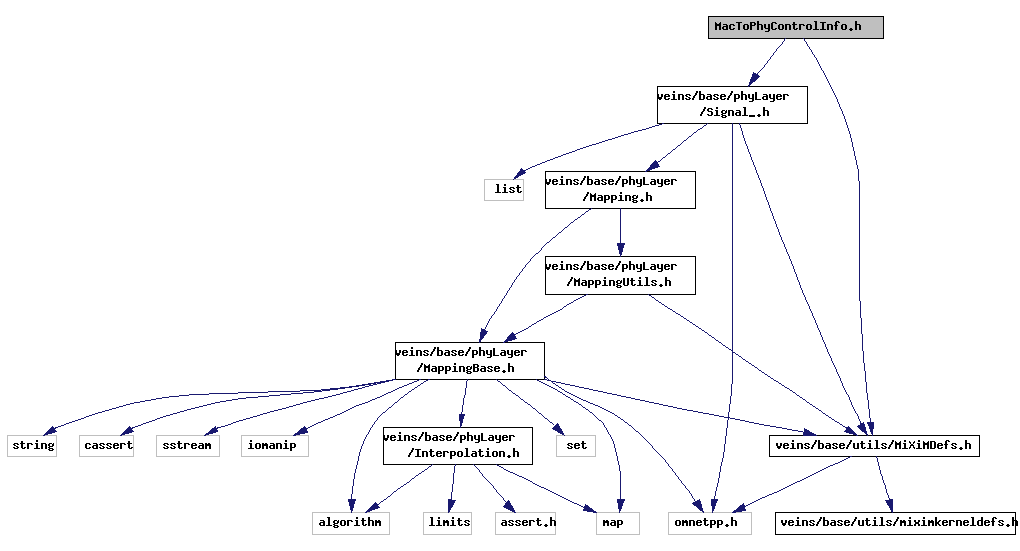 MacToPhyControlInfo.h
veins/base/phyLayer
/Signal_.h
list
veins/base/phyLayer
/Mapping.h
veins/base/phyLayer
/MappingUtils.h
veins/base/phyLayer
/MappingBase.h
string
cassert
sstream
iomanip
veins/base/phyLayer
/Interpolation.h
set
veins/base/utils/MiXiMDefs.h
algorithm
limits
assert.h
map
omnetpp.h
veins/base/utils/miximkerneldefs.h